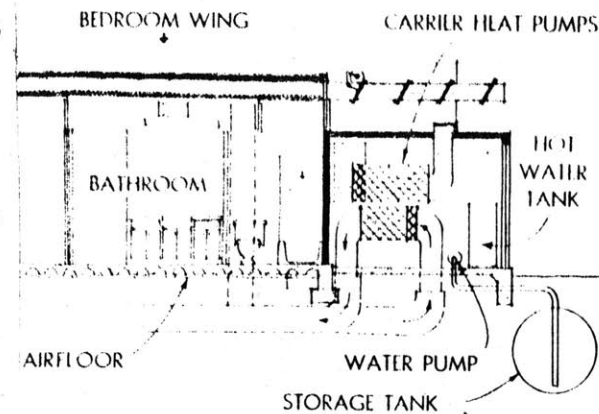 BEDROOM WING
CARRIER HEAT PUMPS
HOT
WATER
TANK
BATHROOM
AIRFLOOR
WATER PUMP
STORAGE TANK